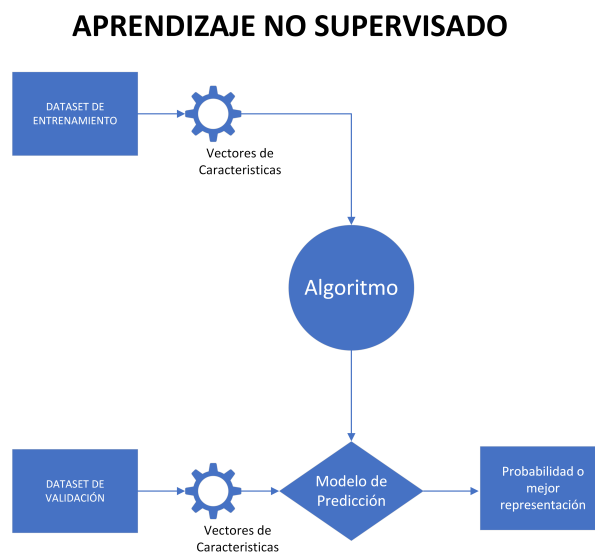 APRENDIZAJE NO SUPERVISADO
DATASET DE
ENTRENAMIENTO
Vectores de
Caracteristicas
Algoritmo
DATASET DE
VALIDACIÓN
Vectores de
Caracteristicas
Modelo de
Predicción
Probabilidad o
mejor
representación